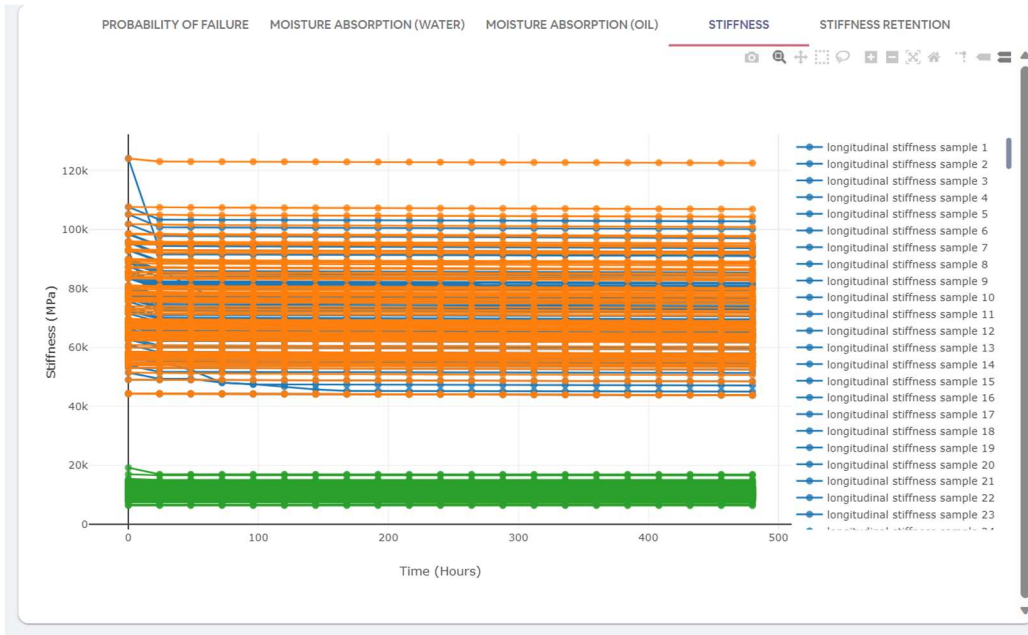 PROBABILITY OF FAILURE MOISTURE ABSORPTION (WATER) MOISTURE ABSORPTION (OIL) STIFFNESS STIFFNESS RETENTION
120k
100k
80k
60k
40k
20k
0
Stiffness (MPa)
0 100 200 300 400 500
Time (Hours)
longitudinal stiffness sample 1
longitudinal stiffness sample 2
longitudinal stiffness sample 3
longitudinal stiffness sample 4
longitudinal stiffness sample 5
longitudinal stiffness sample 6
longitudinal stiffness sample 7
longitudinal stiffness sample 8
longitudinal stiffness sample 9
longitudinal stiffness sample 10
longitudinal stiffness sample 11
longitudinal stiffness sample 12
longitudinal stiffness sample 13
longitudinal stiffness sample 14
longitudinal stiffness sample 15
longitudinal stiffness sample 16
longitudinal stiffness sample 17
longitudinal stiffness sample 18
longitudinal stiffness sample 19
longitudinal stiffness sample 20
longitudinal stiffness sample 21
longitudinal stiffness sample 22
longitudinal stiffness sample 23